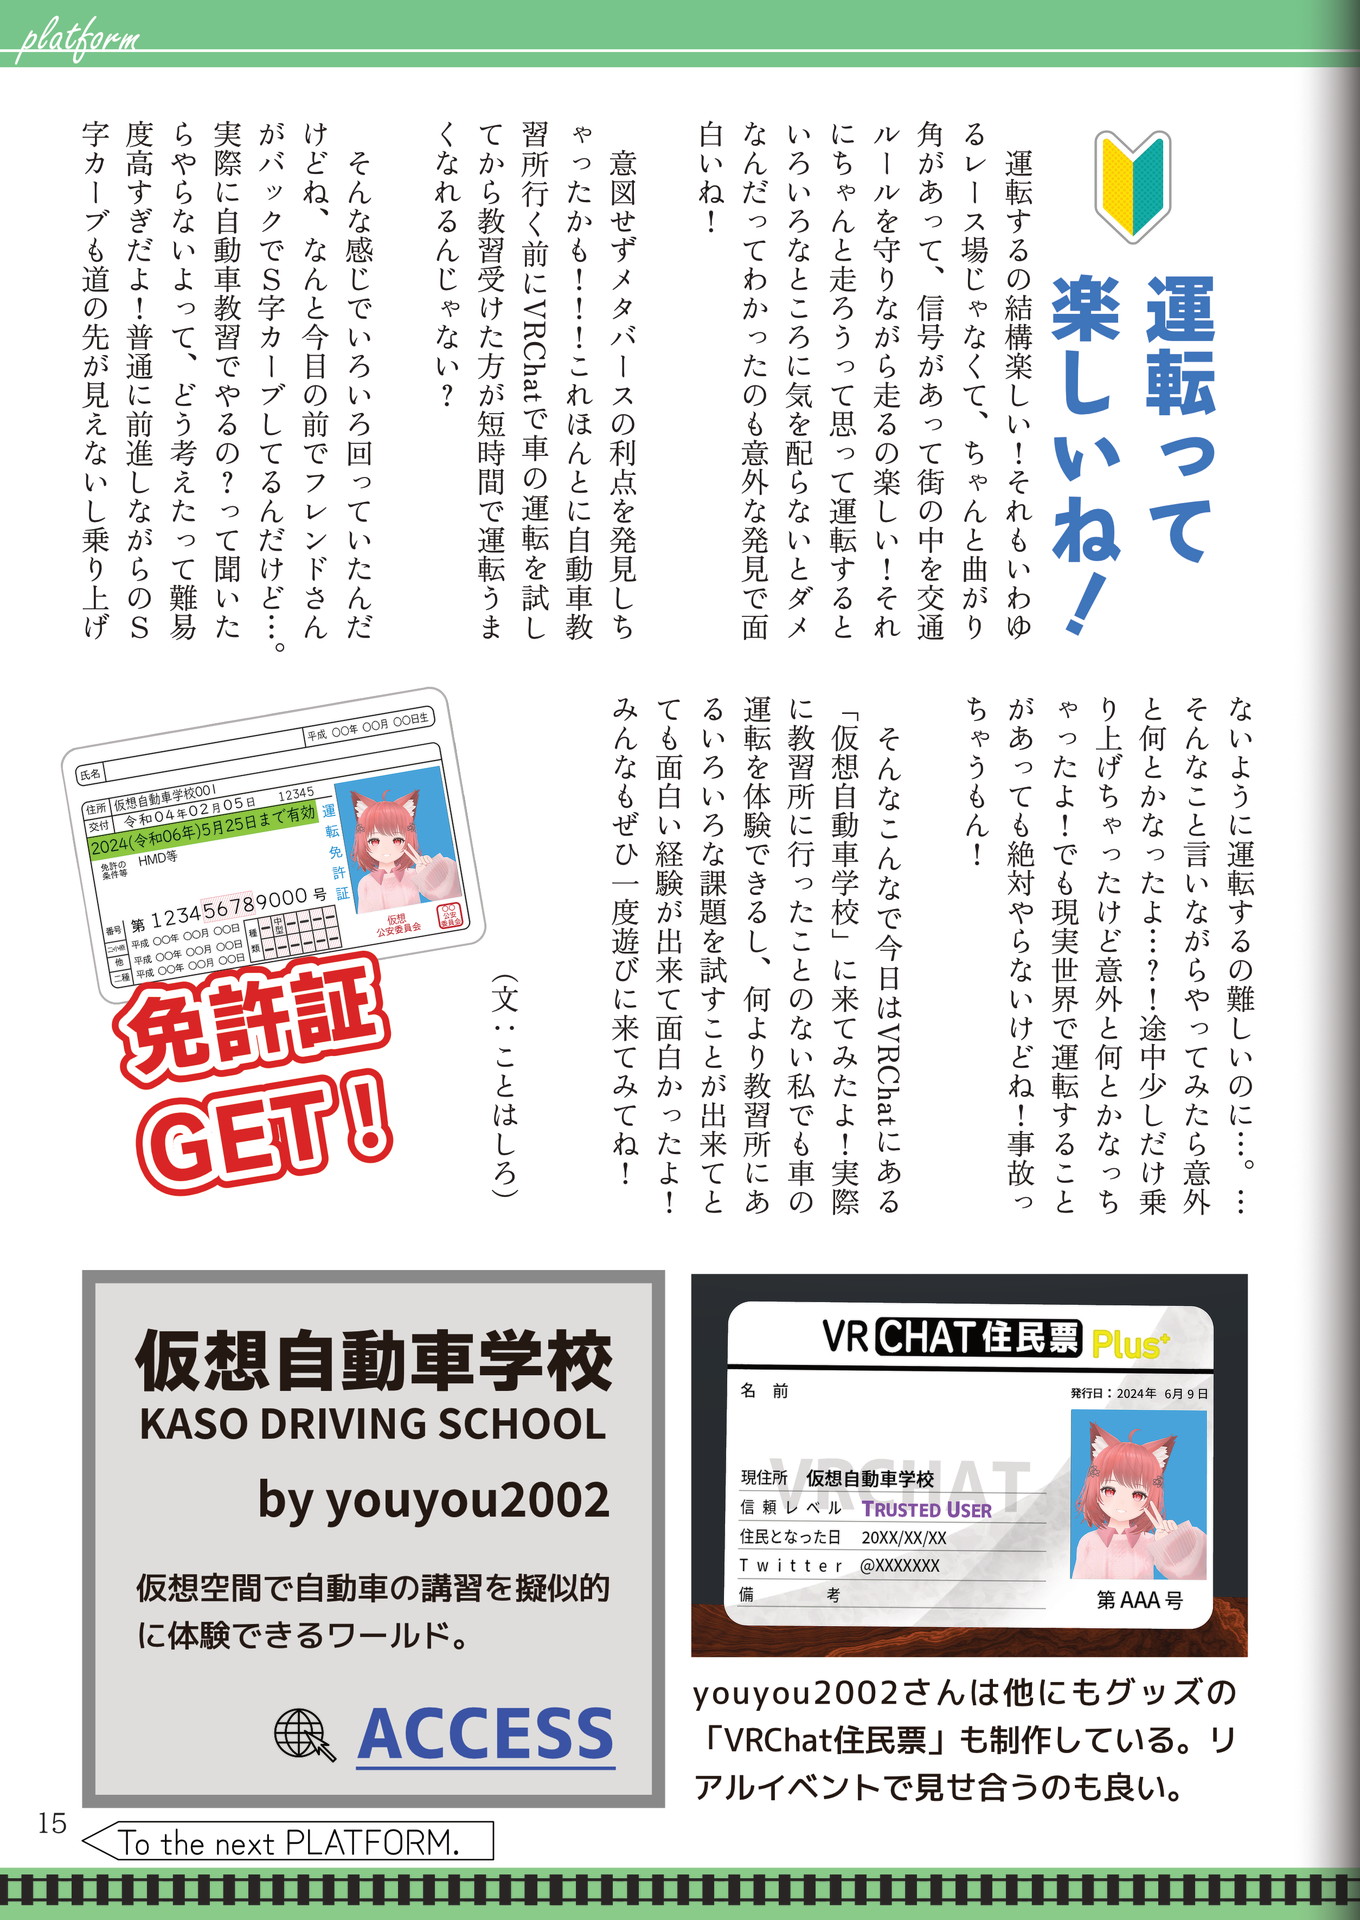 platform
運転って
楽しいね！
　運転するの結構楽しい！それもいわゆ
るレース場じゃなくて、ちゃんと曲がり
角があって、信号があって街の中を交通
ルールを守りながら走るの楽しい！それ
にちゃんと走ろうって思って運転すると
いろいろなところに気を配らないとダメ
なんだってわかったのも意外な発見で面
白いね！
　意図せずメタバースの利点を発見しち
ゃったかも！！！これほんとに自動車教
習所行く前にVRChatで車の運転を試し
てから教習受けた方が短時間で運転うま
くなれるんじゃない？
　そんな感じでいろいろ回っていたんだ
けどね、なんと今目の前でフレンドさん
がバックでS字カーブしてるんだけど…。
実際に自動車教習でやるの？って聞いた
らやらないよって、どう考えたって難易
度高すぎだよ！普通に前進しながらのS
字カーブも道の先が見えないし乗り上げ
ないように運転するの難しいのに…。…
そんなこと言いながらやってみたら意外
と何とかなったよ…？！途中少しだけ乗
り上げちゃったけど意外と何とかなっち
ゃったよ！でも現実世界で運転すること
があっても絶対やらないけどね！事故っ
ちゃうもん！
　そんなこんなで今日はVRChatにある
「仮想自動車学校」に来てみたよ！実際
に教習所に行ったことのない私でも車の
運転を体験できるし、何より教習所にあ
るいろいろな課題を試すことが出来てと
ても面白い経験が出来て面白かったよ！
みんなもぜひ一度遊びに来てみてね！
（文：ことはしろ）
氏名
平成 〇〇年 〇〇月 〇〇日生
住所 仮想自動車学校001
交付 令和04年02月05日 12345
2024(令和06年)5月25日まで有効
免許の
条件等
HMD等
運転免許証
番号 第 123456789000 号
二小原 平成 〇〇年 〇〇月 〇〇日
他 平成 〇〇年 〇〇月 〇〇日
二種 平成 〇〇年 〇〇月 〇〇日
種類
中型
仮想
公安委員会
〇〇
公安
委員会
免許証
GET！
仮想自動車学校
KASO DRIVING SCHOOL
by youyou2002
仮想空間で自動車の講習を擬似的
に体験できるワールド。
ACCESS
VR CHAT 住民票 Plus+
名 前
発行日：2024年 6月9日
VRCHAT
現住所 仮想自動車学校
信頼レベル TRUSTED USER
住民となった日 20XX/XX/XX
Twitter @XXXXXXX
備 考
第 AAA 号
youyou2002さんは他にもグッズの
「VRChat住民票」も制作している。リ
アルイベントで見せ合うのも良い。
15
To the next PLATFORM.